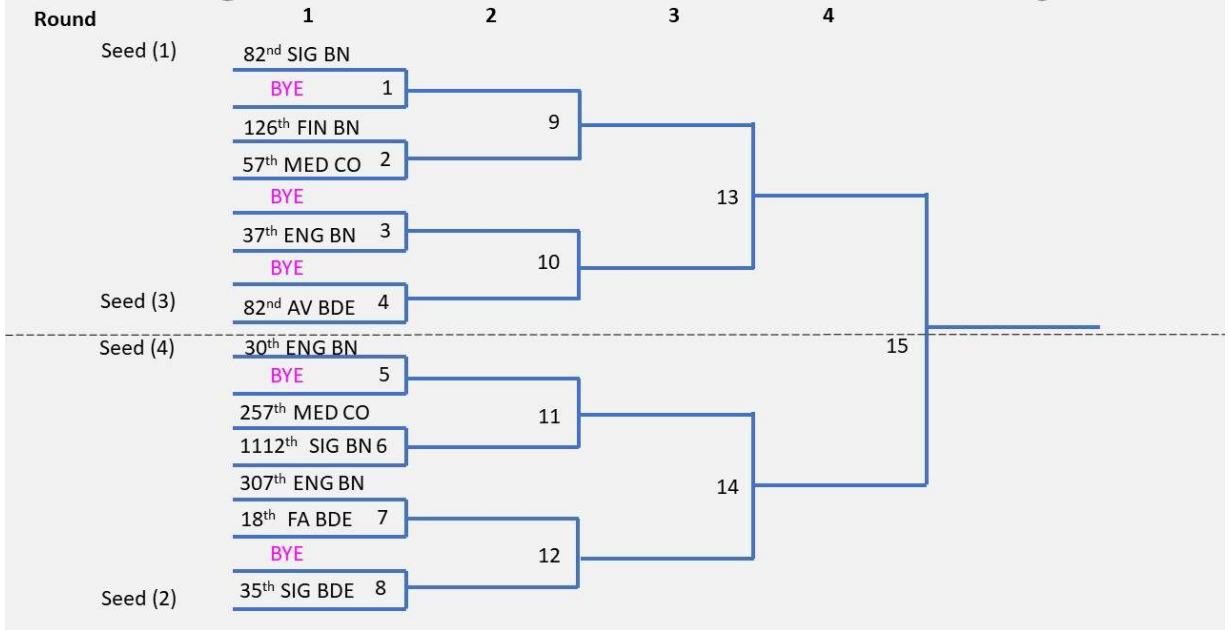 Round 1 2 3 4
Seed (1) 82nd SIG BN
BYE 1
9
126th FIN BN
57th MED CO 2
BYE
13
37th ENG BN 3
BYE
10
Seed (3) 82nd AV BDE 4
Seed (4) 30th ENG BN
15
BYE 5
257th MED CO
11
1112th SIG BN 6
307th ENG BN
14
18th FA BDE 7
BYE
12
35th SIG BDE 8
Seed (2)